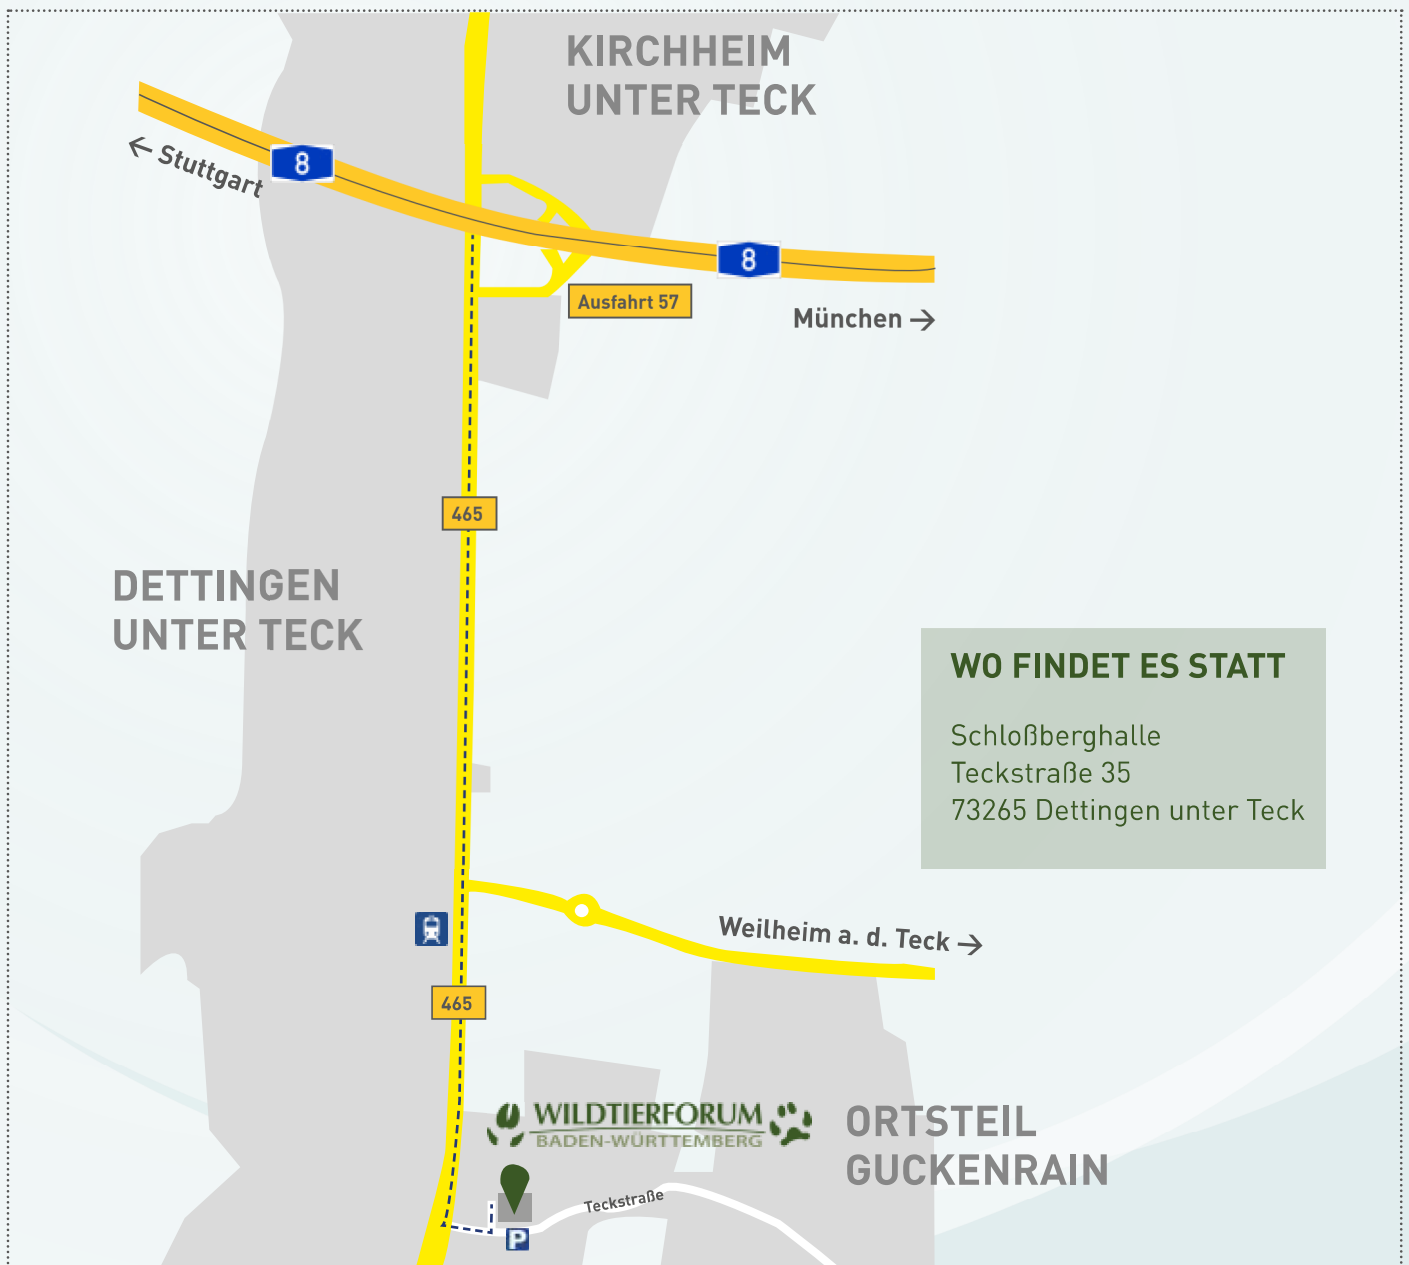 KIRCHHEIM
UNTER TECK
← Stuttgart
8
8
Ausfahrt 57
München →
465
DETTINGEN
UNTER TECK
WO FINDET ES STATT
Schloßberghalle
Teckstraße 35
73265 Dettingen unter Teck
Weilheim a. d. Teck →
465
WILDTIERFORUM
BADEN-WÜRTTEMBERG
ORTSTEIL
GUCKENRAIN
Teckstraße
P